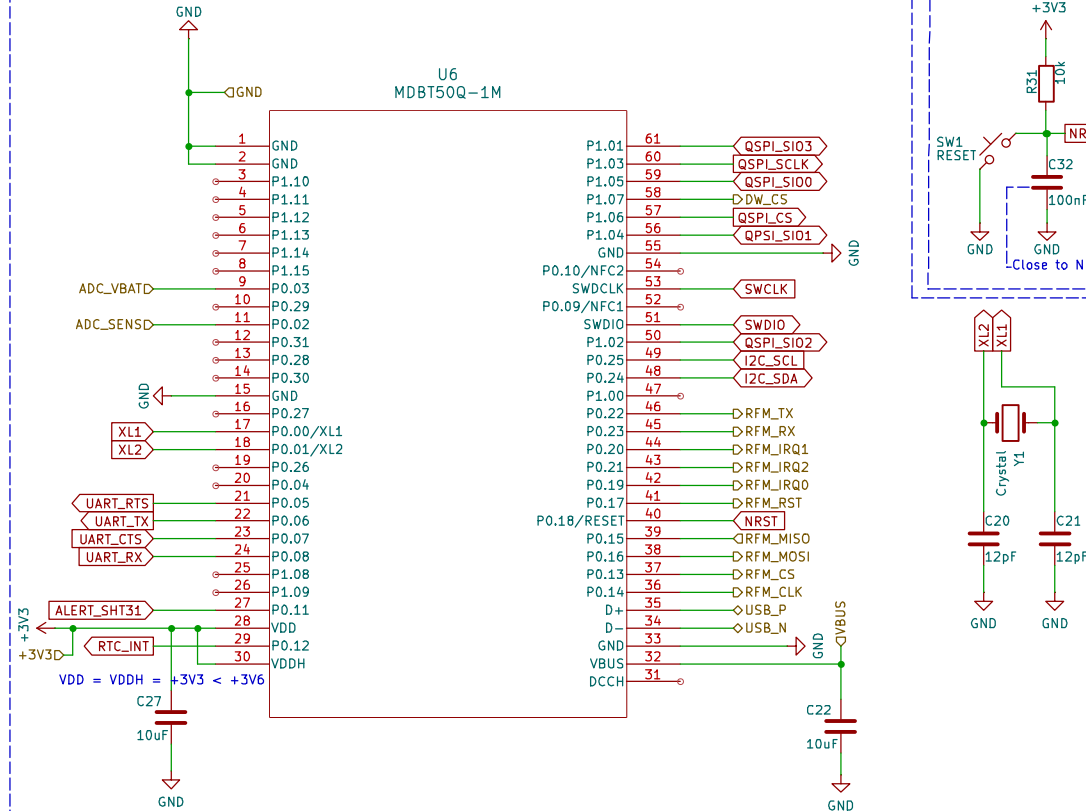 GND
GND
U6
MDBT50Q-1M
1 GND
2 GND
3 P1.10
4 P1.11
5 P1.12
6 P1.13
7 P1.14
8 P1.15
ADC_VBAT 9 P0.03
10 P0.29
ADC_SENS 11 P0.02
12 P0.31
13 P0.28
14 P0.30
GND 15 GND
16 P0.27
XL1 17 P0.00/XL1
XL2 18 P0.01/XL2
19 P0.26
20 P0.04
UART_RTS 21 P0.05
UART_TX 22 P0.06
UART_CTS 23 P0.07
UART_RX 24 P0.08
25 P1.08
26 P1.09
ALERT_SHT31 27 P0.11
+3V3 28 VDD
RTC_INT 29 P0.12
+3V3
30 VDDH
VDD = VDDH = +3V3 < +3V6
C27
10uF
GND
P1.01 61 QSPI_SIO3
P1.03 60 QSPI_SCLK
P1.05 59 QSPI_SIO0
P1.07 58 DW_CS
P1.06 57 QSPI_CS
P1.04 56 QPSI_SIO1
GND 55 GND
P0.10/NFC2 54
SWDCLK 53 SWCLK
P0.09/NFC1 52
SWDIO 51 SWDIO
P1.02 50 QSPI_SIO2
P0.25 49 I2C_SCL
P0.24 48 I2C_SDA
P1.00 47
P0.22 46 RFM_TX
P0.23 45 RFM_RX
P0.20 44 RFM_IRQ1
P0.21 43 RFM_IRQ2
P0.19 42 RFM_IRQ0
P0.17 41 RFM_RST
P0.18/RESET 40 NRST
P0.15 39 RFM_MISO
P0.16 38 RFM_MOSI
P0.13 37 RFM_CS
P0.14 36 RFM_CLK
D+ 35 USB_P
D- 34 USB_N
GND 33 GND
VBUS 32
DCCH 31
VBUS
C22
10uF
GND
+3V3
R31
10k
SW1
RESET
NR
C32
100nF
GND
GND
Close to N
XL2
XL1
Crystal
Y1
C20
12pF
C21
12pF
GND
GND